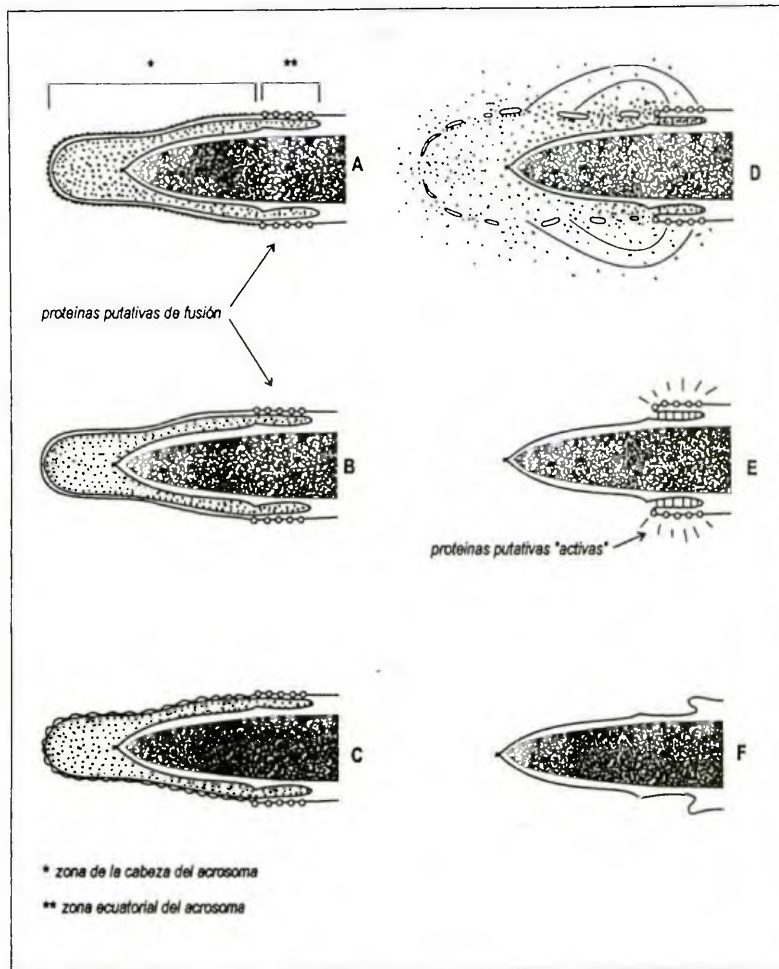 *
**
A
D
proteinas putativas de fusión
B
E
proteinas putativas "activas"
C
F
* zona de la cabeza del acrosoma
** zona ecuatorial del acrosoma